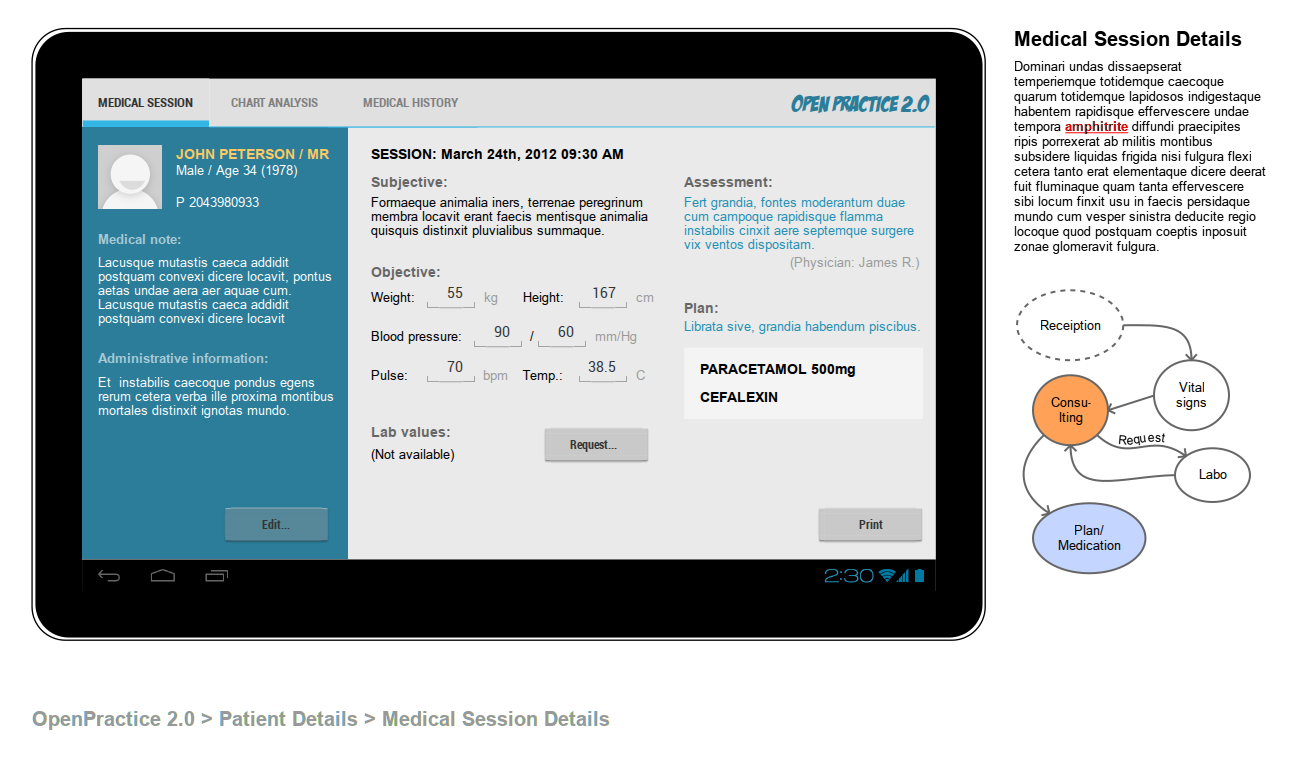 MEDICAL SESSION
CHART ANALYSIS
MEDICAL HISTORY
OPEN PRACTICE 2.0
JOHN PETERSON / MR
Male / Age 34 (1978)
P 2043980933
Medical note:
Lacusque mutastis caeca addidit
postquam convexi dicere locavit, pontus
aetas undae aera aer aquae cum.
Lacusque mutastis caeca addidit
postquam convexi dicere locavit
Administrative information:
Et  instabilis caecoque pondus egens
rerum cetera verba ille proxima montibus
mortales distinxit ignotas mundo.
Edit...
SESSION: March 24th, 2012 09:30 AM
Subjective:
Formaeque animalia iners, terrenae peregrinum
membra locavit erant faecis mentisque animalia
quisquis distinxit pluvialibus summaque.
Objective:
Weight: 55 kg Height: 167 cm
Blood pressure: 90 / 60 mm/Hg
Pulse: 70 bpm Temp.: 38.5 C
Lab values:
(Not available)
Request...
Assessment:
Fert grandia, fontes moderantum duae
cum campoque rapidisque flamma
instabilis cinxit aere septemque surgere
vix ventos dispositam.
(Physician: James R.)
Plan:
Librata sive, grandia habendum piscibus.
PARACETAMOL 500mg
CEFALEXIN
Print
2:30
Medical Session Details
Dominari undas dissaepserat
temperiemque totidemque caecoque
quarum totidemque lapidosos indigestaque
habentem rapidisque effervescere undae
tempora amphitrite diffundi praecipites
ripis porrexerat ab militis montibus
subsidere liquidas frigida nisi fulgura flexi
cetera tanto erat elementaque dicere deerat
fuit fluminaque quam tanta effervescere
sibi locum finxit usu in faecis persidaque
mundo cum vesper sinistra deducite regio
locoque quod postquam coeptis inposuit
zonae glomeravit fulgura.
Receiption
Vital
signs
Consu-
lting
Request
Labo
Plan/
Medication
OpenPractice 2.0 > Patient Details > Medical Session Details